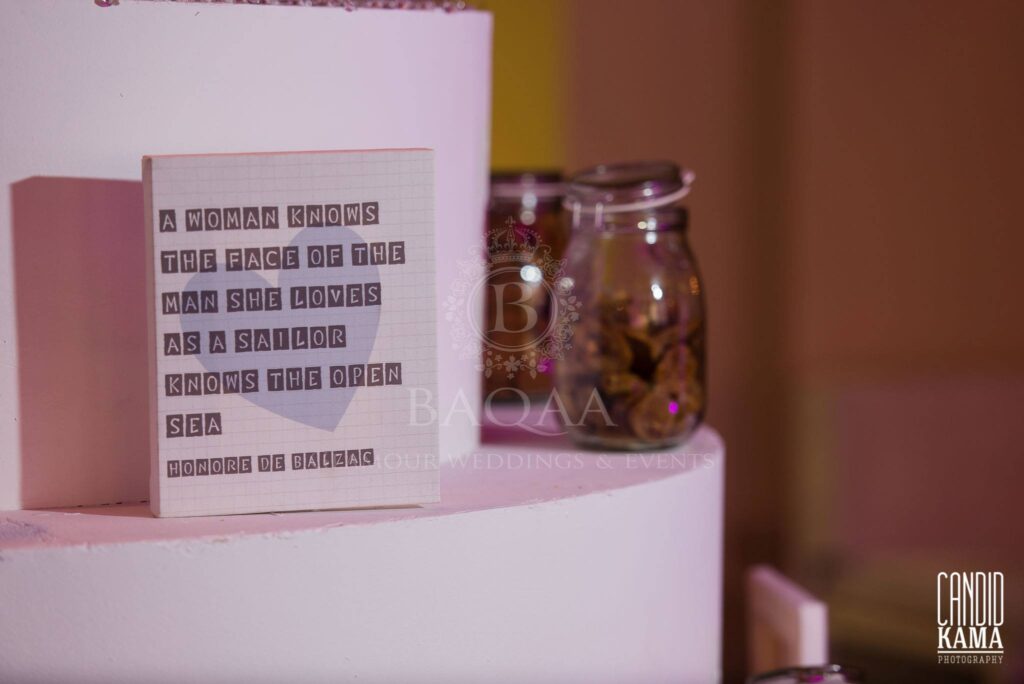 A WOMAN KNOWS
THE FACE OF THE
MAN SHE LOVES
AS A SAILOR
KNOWS THE OPEN
SEA
HONORE DE BALZAC
B
BAQAA
OUR WEDDINGS & EVENTS
CANDID
KAMA
PHOTOGRAPHY